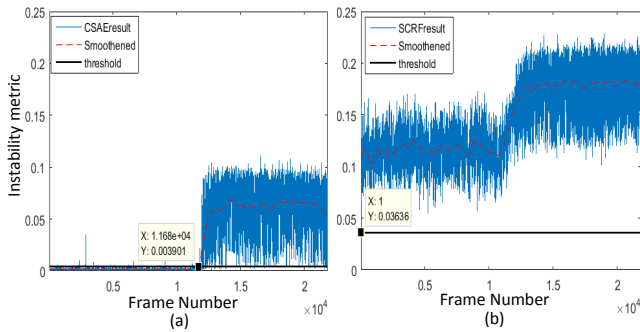 0.25
0.2
0.15
0.1
0.05
0
Instability metric
CSAEresult
Smoothened
threshold
X: 1.168e+04
Y: 0.003901
0.5
1
1.5
2
×10⁴
Frame Number
(a)
0.25
0.2
0.15
0.1
0.05
0
SCRFresult
Smoothened
threshold
X: 1
Y: 0.03636
0.5
1
1.5
2
×10⁴
Frame Number
(b)